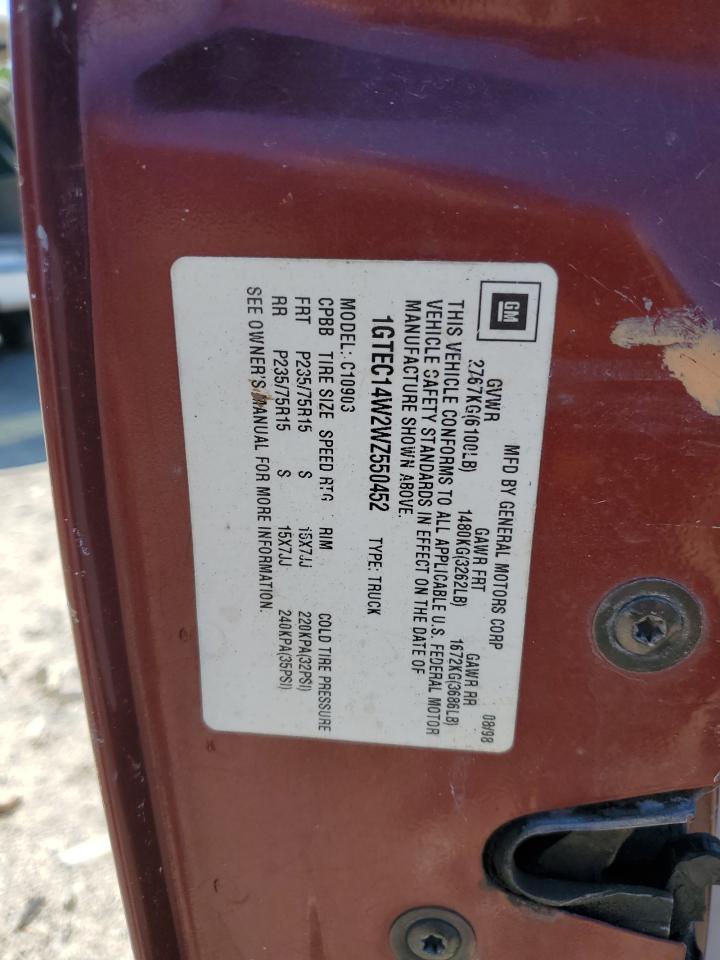 GM
MFD BY GENERAL MOTORS CORP 08/98
GVWR GAWR FRT GAWR RR
2767KG(6100LB) 1480KG(3262LB) 1672KG(3686LB)
THIS VEHICLE CONFORMS TO ALL APPLICABLE U.S. FEDERAL MOTOR
VEHICLE SAFETY STANDARDS IN EFFECT ON THE DATE OF
MANUFACTURE SHOWN ABOVE.
1GTEC14W2WZ550452 TYPE: TRUCK
MODEL: C10903
CPBB TIRE SIZE SPEED RTG RIM COLD TIRE PRESSURE
FRT P235/75R15 S 15X7JJ 220KPA(32PSI)
RR P235/75R15 S 15X7JJ 240KPA(35PSI)
SEE OWNER'S MANUAL FOR MORE INFORMATION.